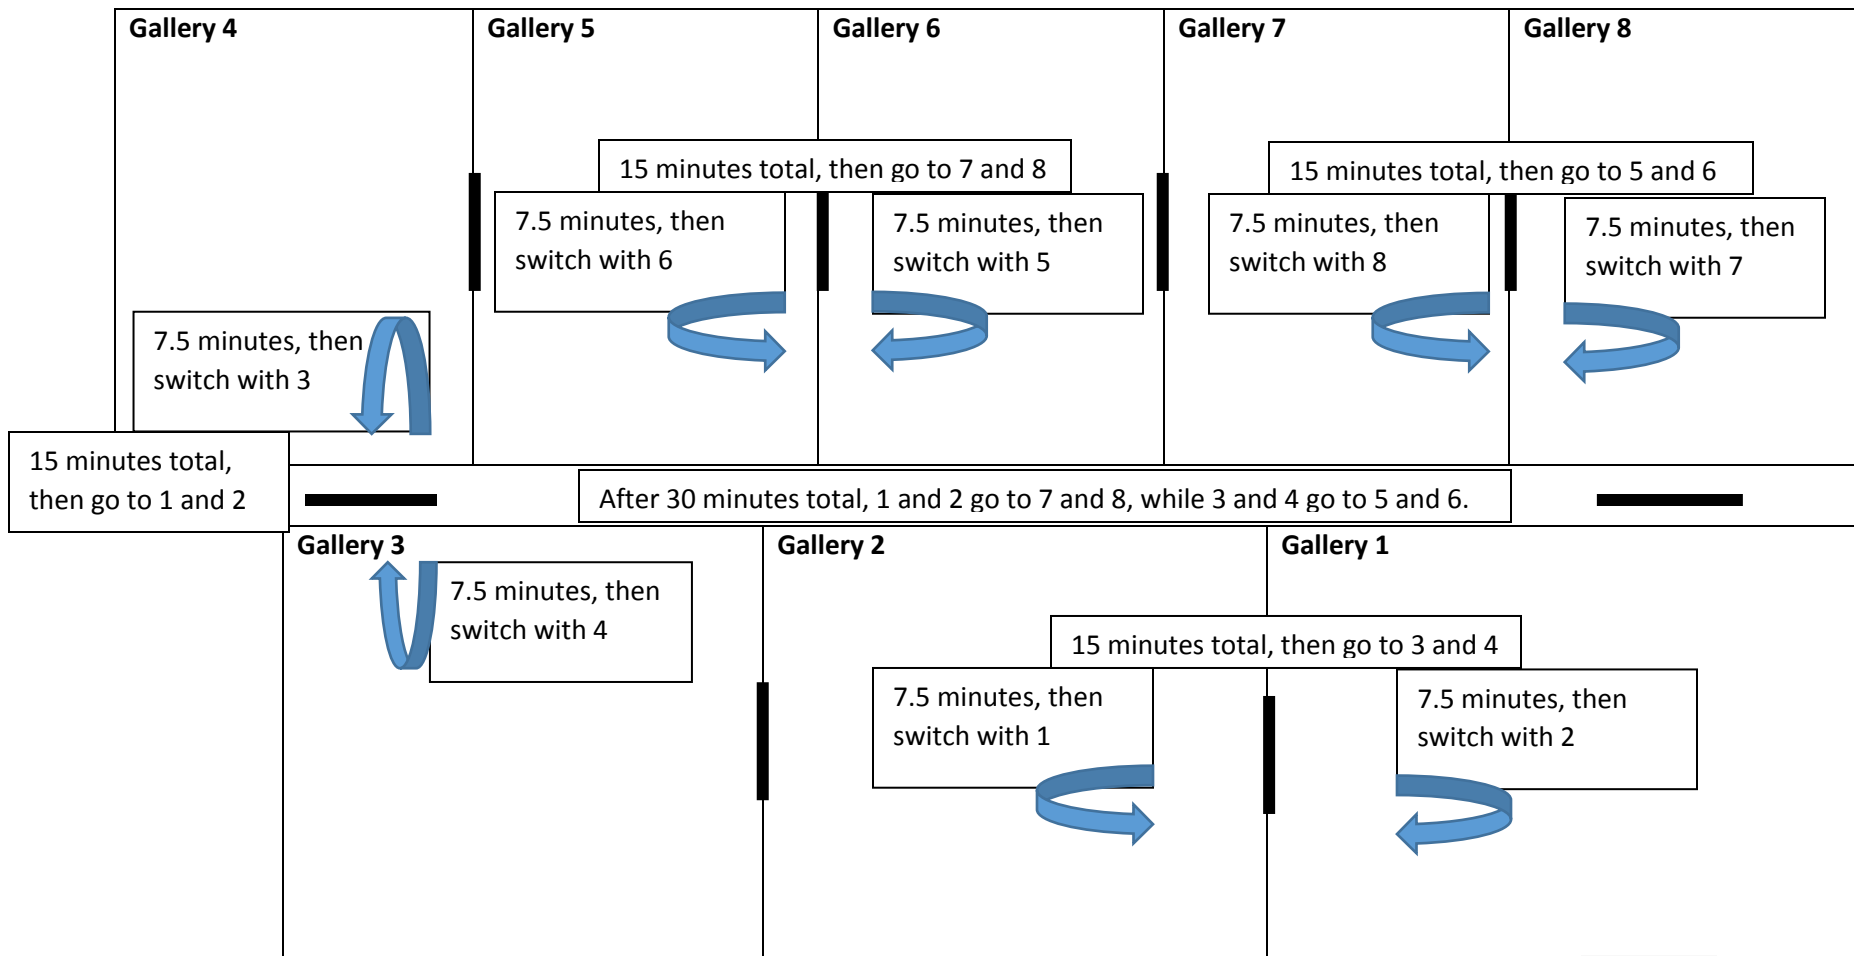 Gallery 4
Gallery 5
Gallery 6
Gallery 7
Gallery 8
15 minutes total, then go to 7 and 8
15 minutes total, then go to 5 and 6
7.5 minutes, then
switch with 6
7.5 minutes, then
switch with 5
7.5 minutes, then
switch with 8
7.5 minutes, then
switch with 7
7.5 minutes, then
switch with 3
15 minutes total,
then go to 1 and 2
After 30 minutes total, 1 and 2 go to 7 and 8, while 3 and 4 go to 5 and 6.
Gallery 3
Gallery 2
Gallery 1
7.5 minutes, then
switch with 4
15 minutes total, then go to 3 and 4
7.5 minutes, then
switch with 1
7.5 minutes, then
switch with 2